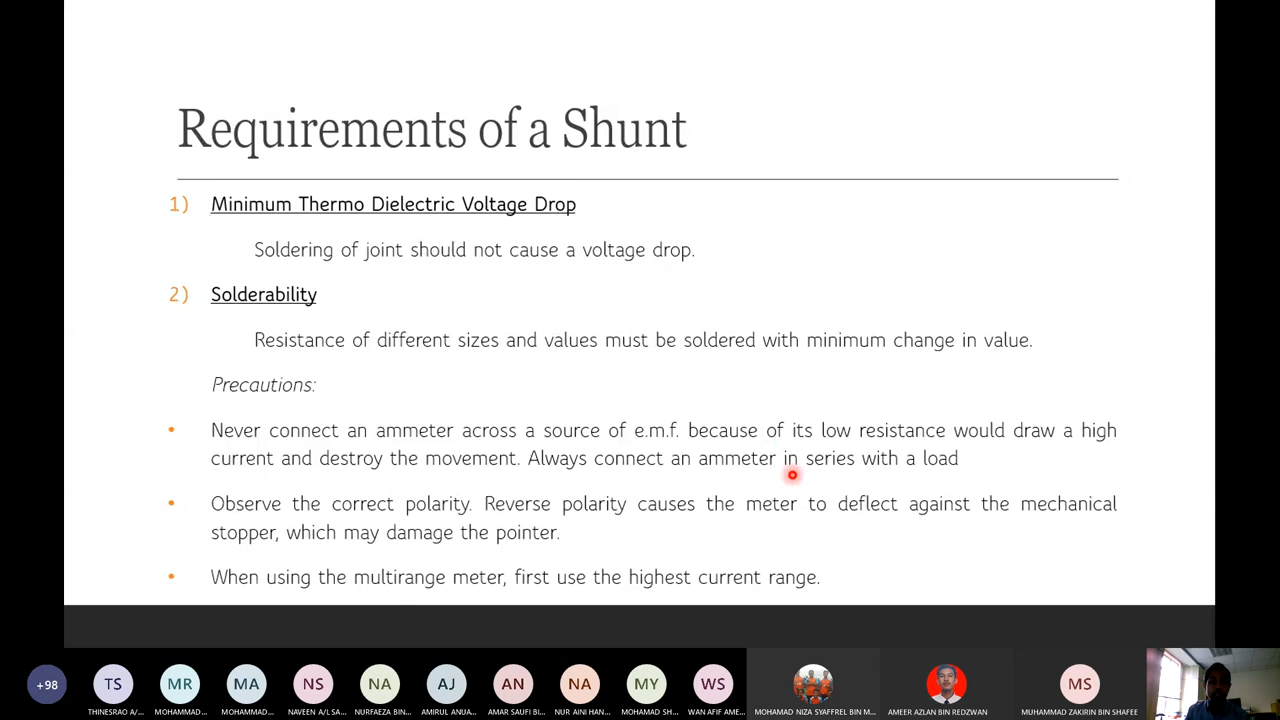 Requirements of a Shunt
1) Minimum Thermo Dielectric Voltage Drop
Soldering of joint should not cause a voltage drop.
2) Solderability
Resistance of different sizes and values must be soldered with minimum change in value.
Precautions:
• Never connect an ammeter across a source of e.m.f. because of its low resistance would draw a high
current and destroy the movement. Always connect an ammeter in series with a load
• Observe the correct polarity. Reverse polarity causes the meter to deflect against the mechanical
stopper, which may damage the pointer.
• When using the multirange meter, first use the highest current range.
+98 TS MR MA NS NA AJ AN NA MY WS MS
THINESRAO A/... MOHAMMAD... MOHAMMAD... NAVEEN A/L SA... NURFAEZA BIN... AMIRUL ANUA... AMAR SAUFI BI... NUR AINI HAN... MOHAMAD SH... WAN AFIF AME... MOHAMAD NIZA SYAFFREL BIN M... AMEER AZLAN BIN REDZWAN MUHAMMAD ZAKIRIN BIN SHAFEE